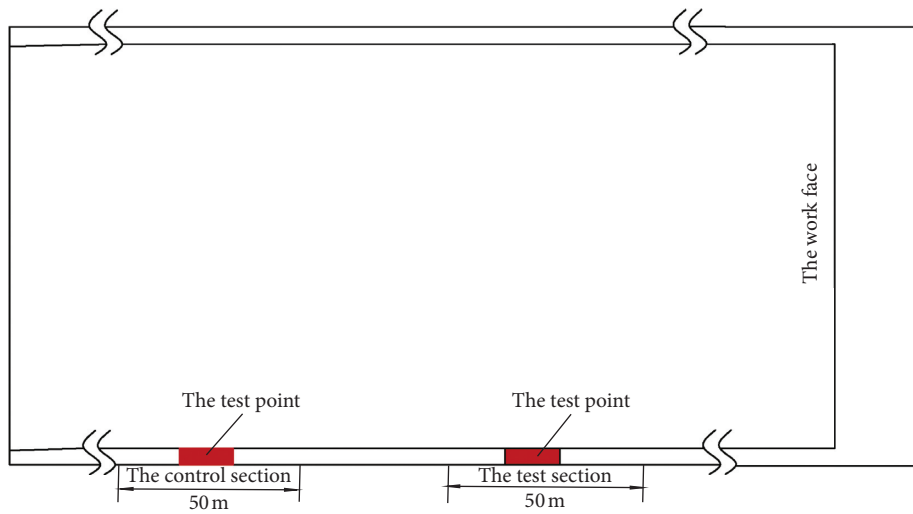 The work face
The test point
The test point
The control section
50 m
The test section
50 m